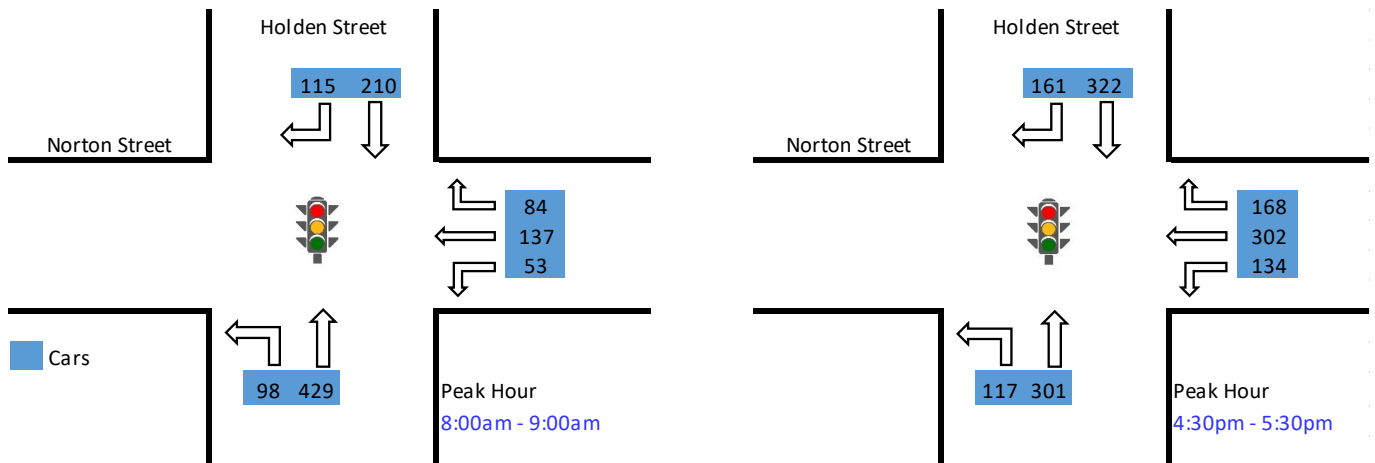 Holden Street
115 210
Norton Street
84
137
53
Cars
98 429
Peak Hour
8:00am - 9:00am
Holden Street
161 322
Norton Street
168
302
134
117 301
Peak Hour
4:30pm - 5:30pm